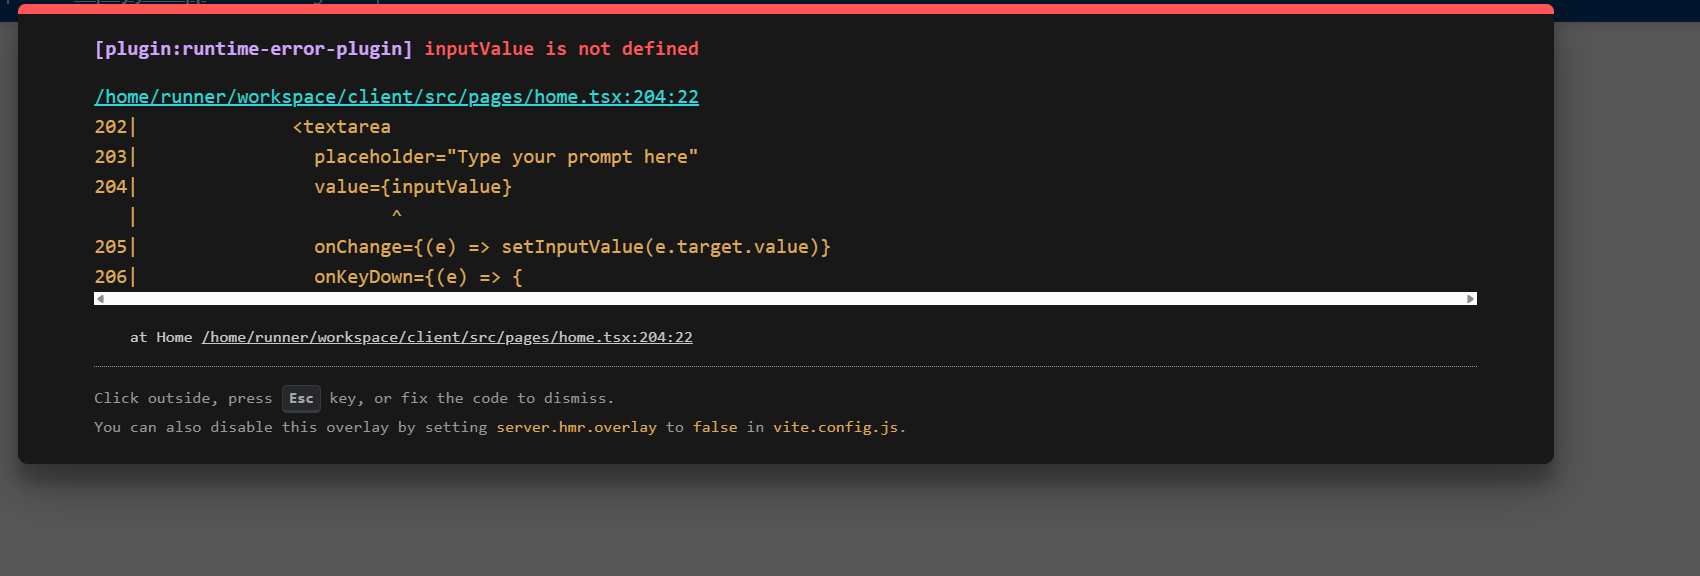 [plugin:runtime-error-plugin] inputValue is not defined
/home/runner/workspace/client/src/pages/home.tsx:204:22
202|              <textarea
203|                placeholder="Type your prompt here"
204|                value={inputValue}
   |                       ^
205|                onChange={(e) => setInputValue(e.target.value)}
206|                onKeyDown={(e) => {
at Home /home/runner/workspace/client/src/pages/home.tsx:204:22
Click outside, press Esc key, or fix the code to dismiss.
You can also disable this overlay by setting server.hmr.overlay to false in vite.config.js.